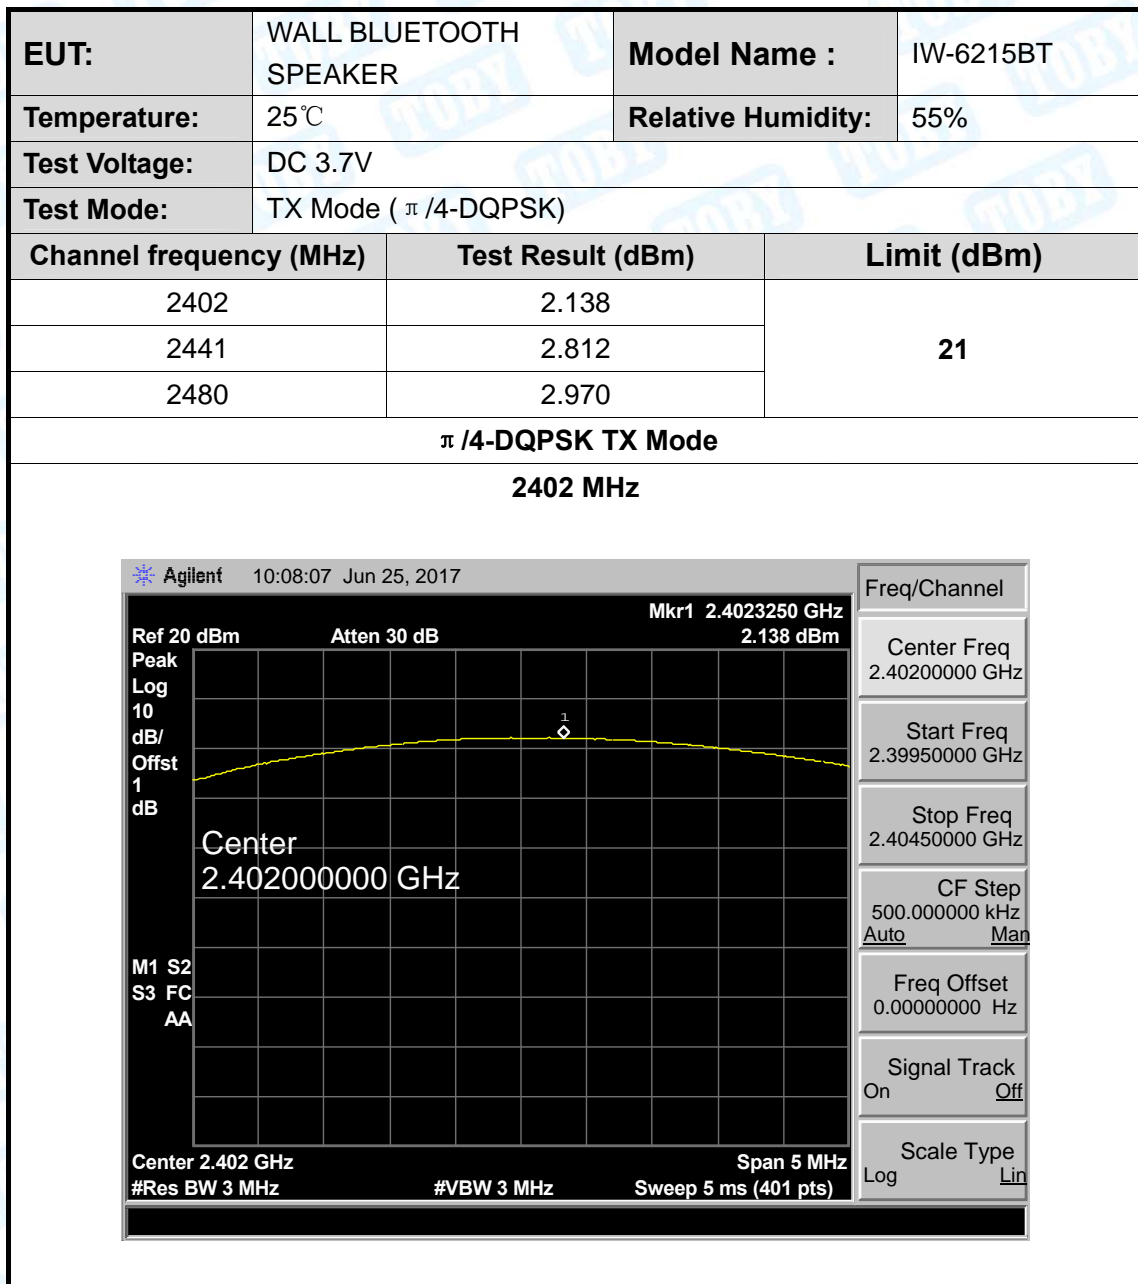 EUT: WALL BLUETOOTH SPEAKER Model Name : IW-6215BT
Temperature: 25℃ Relative Humidity: 55%
Test Voltage: DC 3.7V
Test Mode: TX Mode (π/4-DQPSK)
Channel frequency (MHz) Test Result (dBm) Limit (dBm)
2402 2.138 21
2441 2.812
2480 2.970
π/4-DQPSK TX Mode
2402 MHz
Agilent 10:08:07 Jun 25, 2017
Mkr1 2.4023250 GHz
Ref 20 dBm Atten 30 dB 2.138 dBm
Peak
Log
10
dB/
Offst
1
dB
1
Center
2.402000000 GHz
M1 S2
S3 FC
AA
Center 2.402 GHz Span 5 MHz
#Res BW 3 MHz #VBW 3 MHz Sweep 5 ms (401 pts)
Freq/Channel
Center Freq
2.40200000 GHz
Start Freq
2.39950000 GHz
Stop Freq
2.40450000 GHz
CF Step
500.000000 kHz
Auto Man
Freq Offset
0.00000000 Hz
Signal Track
On Off
Scale Type
Log Lin
TOBY